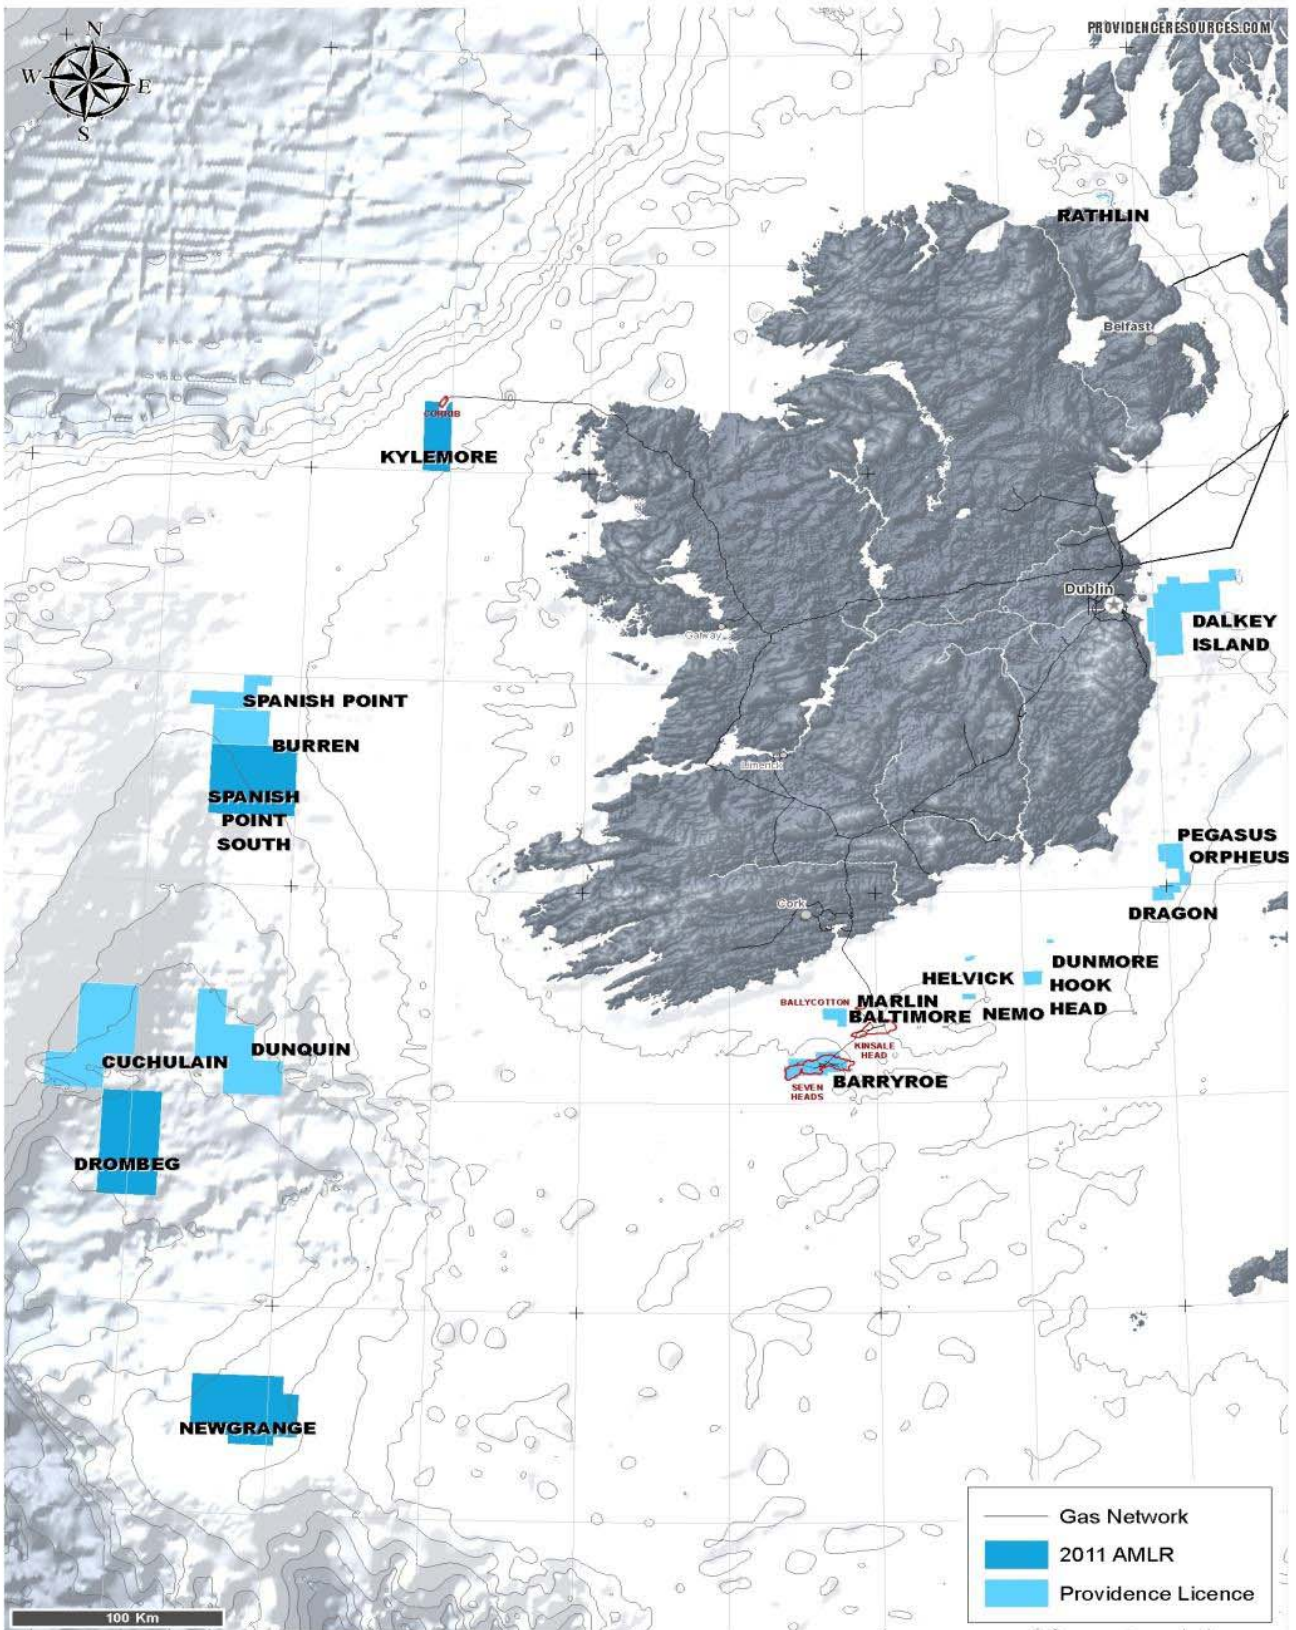 PROVIDENCERESOURCES.COM
N
W
E
S
RATHLIN
Belfast
CORRIB
KYLEMORE
Dublin
DALKEY
ISLAND
Galway
SPANISH POINT
BURREN
Limerick
SPANISH
POINT
SOUTH
PEGASUS
ORPHEUS
Cork
DRAGON
DUNMORE
HELVICK
HOOK
HEAD
BALLYCOTTON
MARLIN
BALTIMORE
NEMO
KINSALE
HEAD
DUNQUIN
CUCHULAIN
BARRYROE
SEVEN
HEADS
DROMBEG
NEWGRANGE
Gas Network
2011 AMLR
Providence Licence
100 Km